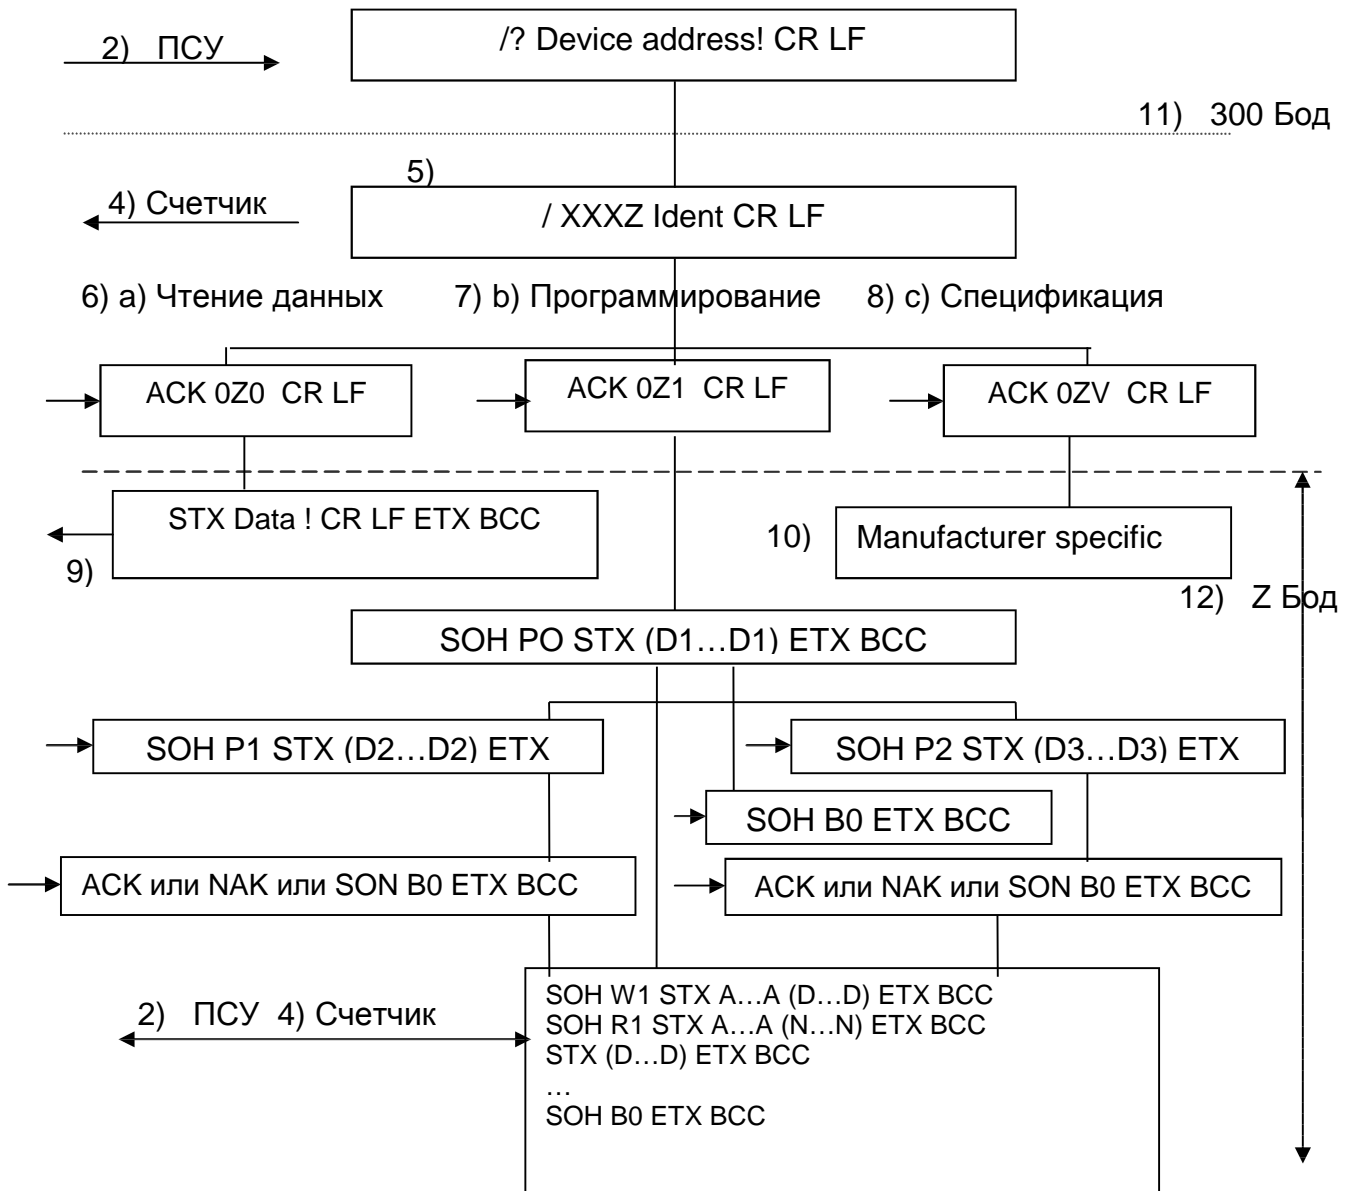 2) ПСУ
/? Device address! CR LF
11) 300 Бод
5)
4) Счетчик
/ XXXZ Ident CR LF
6) a) Чтение данных
7) b) Программирование
8) c) Спецификация
ACK 0Z0 CR LF
ACK 0Z1 CR LF
ACK 0ZV CR LF
STX Data ! CR LF ETX BCC
9)
10)
Manufacturer specific
12) Z Бод
SOH PO STX (D1…D1) ETX BCC
SOH P1 STX (D2…D2) ETX
SOH P2 STX (D3…D3) ETX
SOH B0 ETX BCC
ACK или NAK или SON B0 ETX BCC
ACK или NAK или SON B0 ETX BCC
2) ПСУ 4) Счетчик
SOH W1 STX A…A (D…D) ETX BCC
SOH R1 STX A…A (N…N) ETX BCC
STX (D…D) ETX BCC
…
SOH B0 ETX BCC